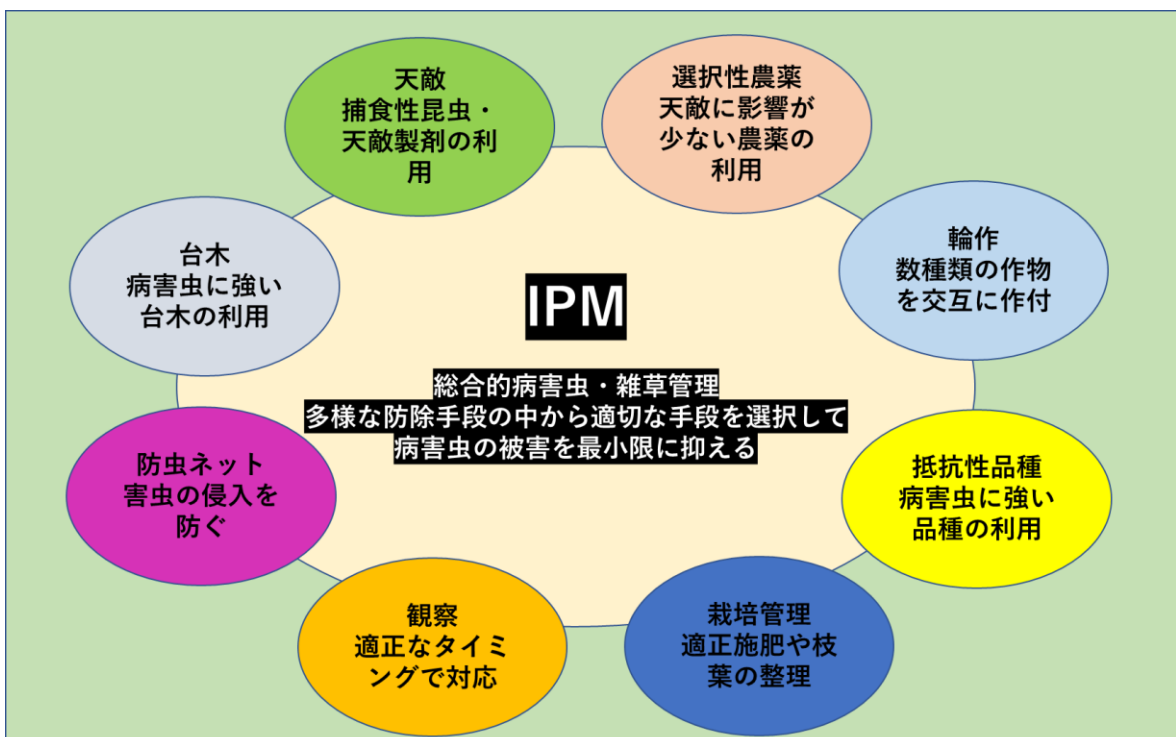 天敵
捕食性昆虫・
天敵製剤の利
用
選択性農薬
天敵に影響が
少ない農薬の
利用
台木
病害虫に強い
台木の利用
輪作
数種類の作物
を交互に作付
IPM
総合的病害虫・雑草管理
多様な防除手段の中から適切な手段を選択して
病害虫の被害を最小限に抑える
防虫ネット
害虫の侵入を
防ぐ
抵抗性品種
病害虫に強い
品種の利用
観察
適正なタイミ
ングで対応
栽培管理
適正施肥や枝
葉の整理